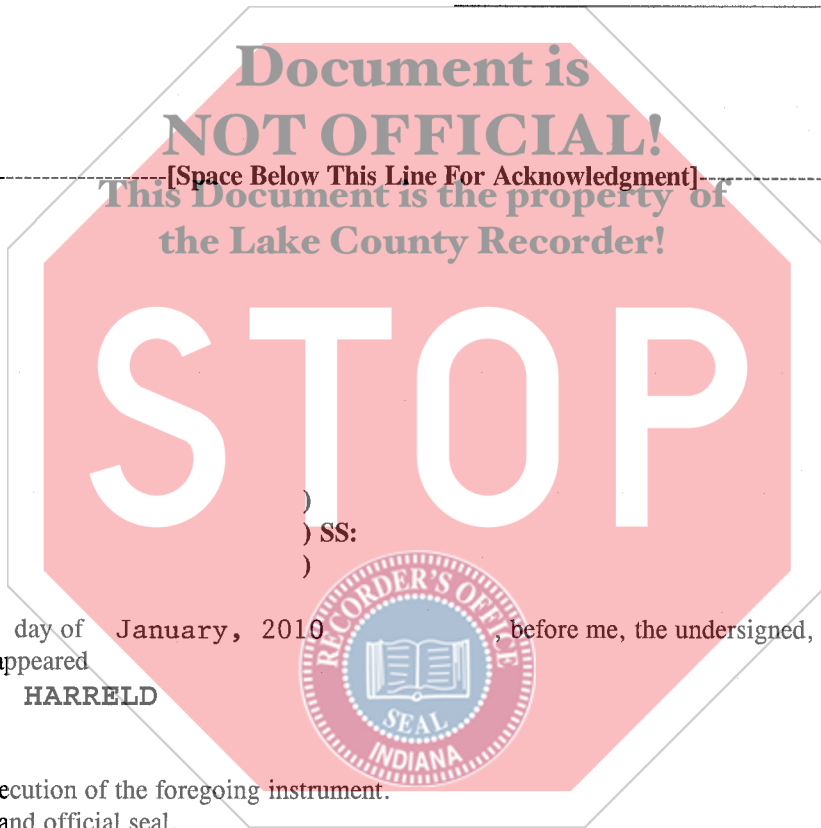 Document is
NOT OFFICIAL!
[Space Below This Line For Acknowledgment]
This Document is the property of
the Lake County Recorder!
STOP
)
) SS:
)
day of January, 2010 , before me, the undersigned,
appeared
HARRELD
RECORDER'S OFFICE
SEAL
INDIANA
ecution of the foregoing instrument.
and official seal.